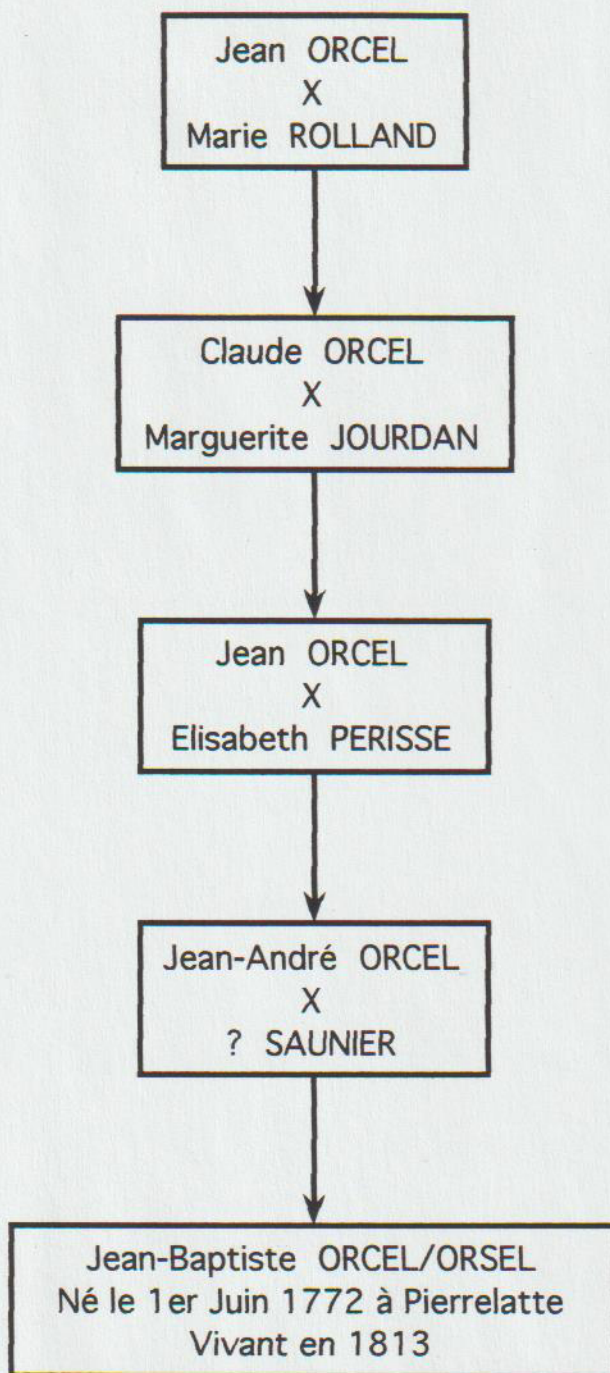 Jean ORCEL
X
Marie ROLLAND
Claude ORCEL
X
Marguerite JOURDAN
Jean ORCEL
X
Elisabeth PERISSE
Jean-André ORCEL
X
? SAUNIER
Jean-Baptiste ORCEL/ORSEL
Né le 1er Juin 1772 à Pierrelatte
Vivant en 1813